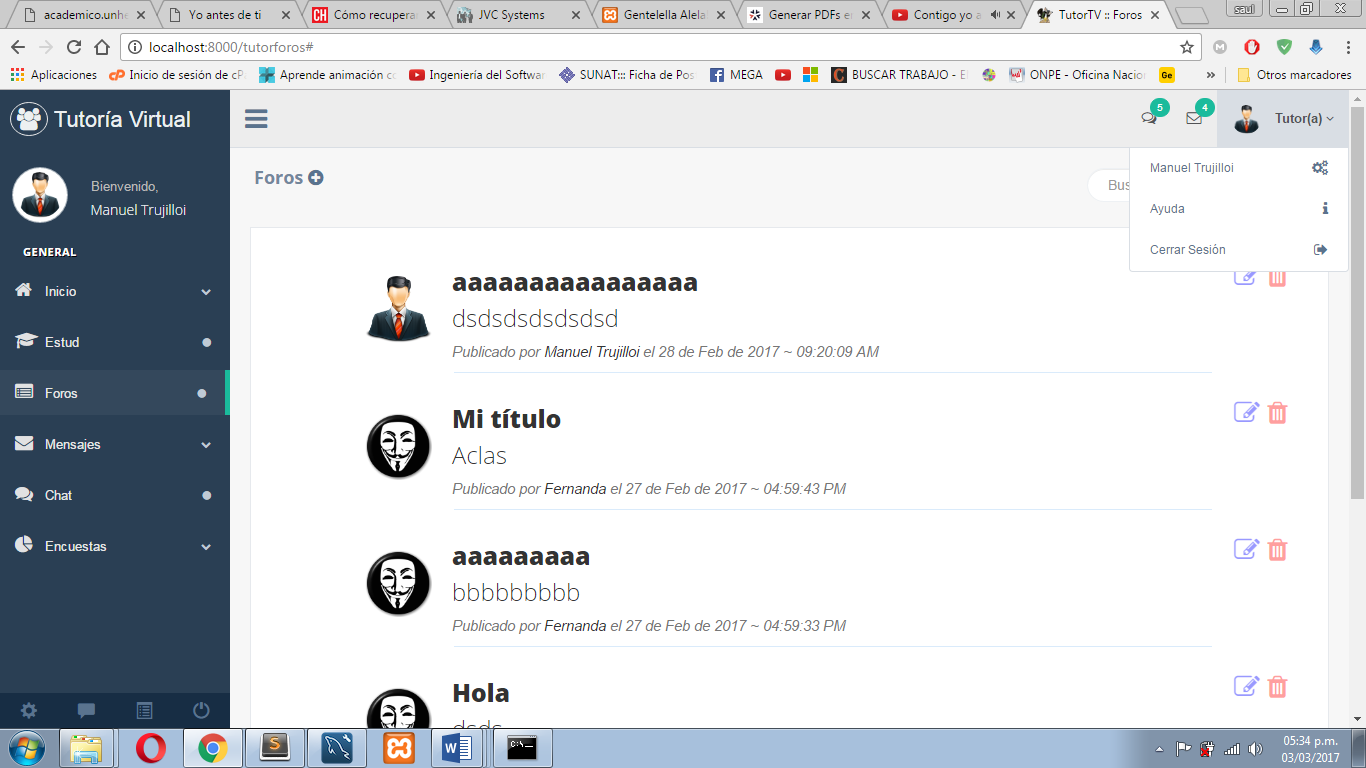 academico.unhe
Yo antes de ti
Cómo recupera
JVC Systems
Gentelella Alela
Generar PDFs e
Contigo yo a
TutorTV :: Foros
saul
localhost:8000/tutorforos#
Aplicaciones
Inicio de sesión de cP
Aprende animación c
Ingeniería del Softwar
SUNAT::: Ficha de Pos
MEGA
BUSCAR TRABAJO - E
ONPE - Oficina Nacio
Ge
»
Otros marcadores
Tutoría Virtual
5
4
Tutor(a)
Bienvenido,
Manuel Trujilloi
GENERAL
Inicio
Estud
Foros
Mensajes
Chat
Encuestas
Foros
Bus
Manuel Trujilloi
Ayuda
Cerrar Sesión
aaaaaaaaaaaaaaaa
dsdsdsdsdsdsd
Publicado por Manuel Trujilloi el 28 de Feb de 2017 ~ 09:20:09 AM
Mi título
Aclas
Publicado por Fernanda el 27 de Feb de 2017 ~ 04:59:43 PM
aaaaaaaaa
bbbbbbbbb
Publicado por Fernanda el 27 de Feb de 2017 ~ 04:59:33 PM
Hola
dsds
05:34 p.m.
03/03/2017